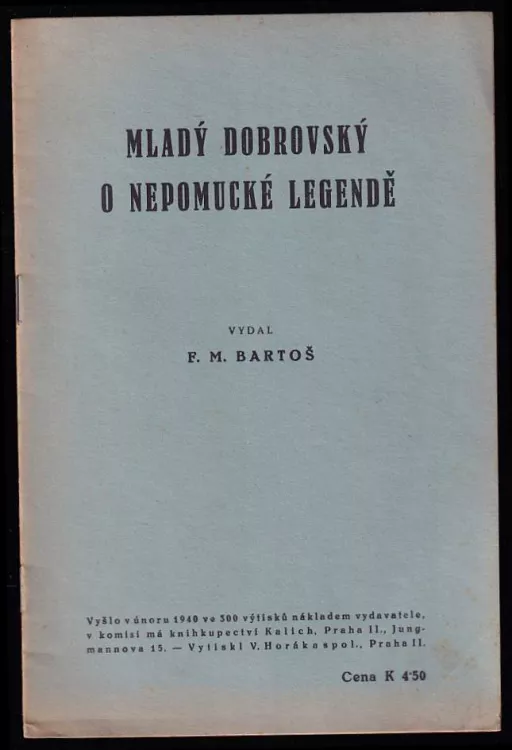 MLADÝ DOBROVSKÝ
O NEPOMUCKÉ LEGENDĚ
VYDAL
F. M. BARTOŠ
Vyšlo v únoru 1940 ve 300 výtisků nákladem vydavatele,
v komisi má knihkupectví Kalich, Praha II., Jung-
mannova 15. — Vytiskl V. Horák a spol., Praha II.
Cena K 4·50